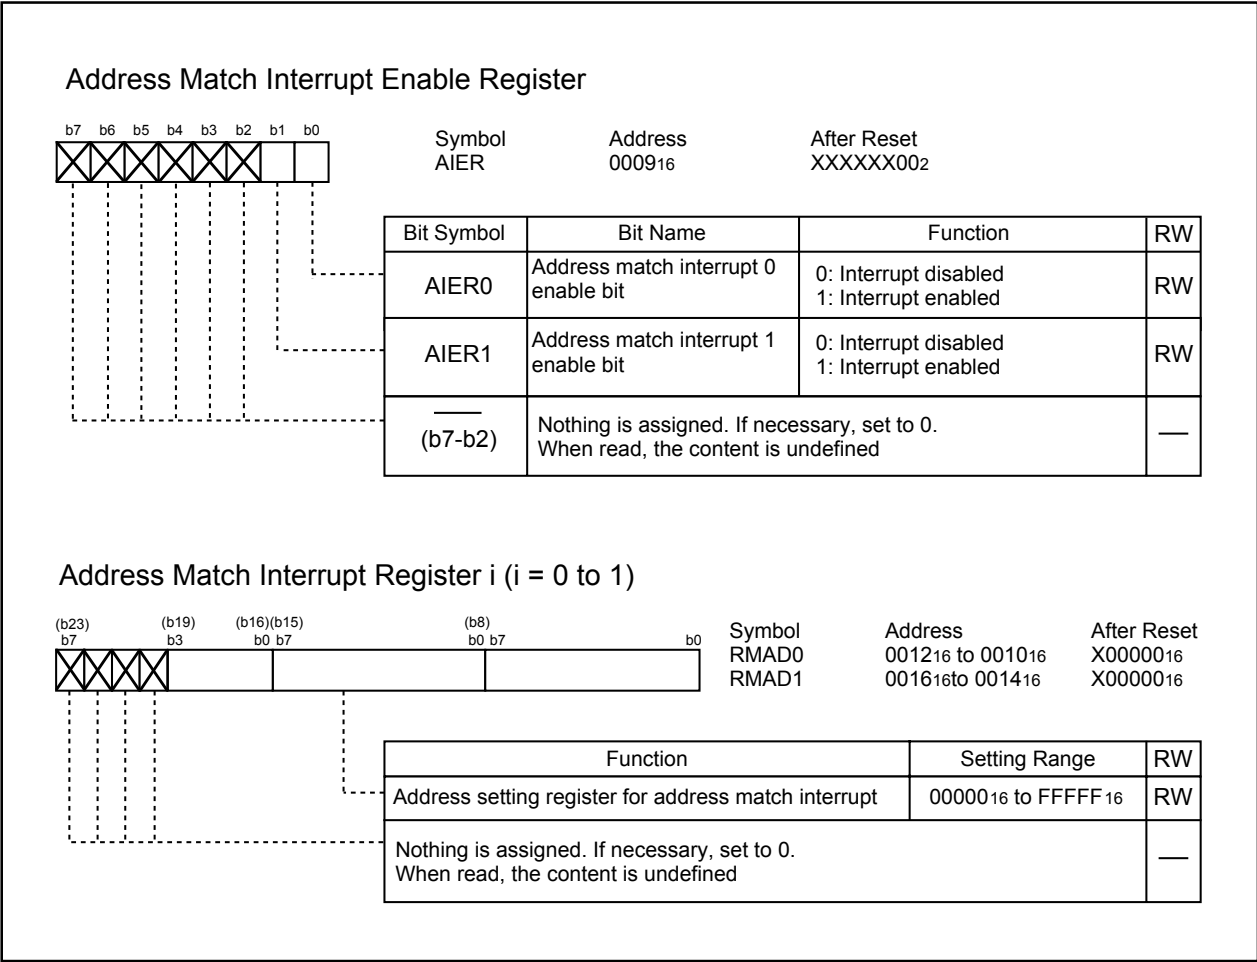 Address Match Interrupt Enable Register
b7 b6 b5 b4 b3 b2 b1 b0
Symbol Address After Reset
AIER 000916 XXXXXX002
Bit Symbol Bit Name Function RW
AIER0 Address match interrupt 0 enable bit 0: Interrupt disabled 1: Interrupt enabled RW
AIER1 Address match interrupt 1 enable bit 0: Interrupt disabled 1: Interrupt enabled RW
(b7-b2) Nothing is assigned. If necessary, set to 0.
When read, the content is undefined —
Address Match Interrupt Register i (i = 0 to 1)
(b23) (b19) (b16)(b15) (b8)
b7 b3 b0 b7 b0 b7 b0
Symbol Address After Reset
RMAD0 001216 to 001016 X0000016
RMAD1 001616to 001416 X0000016
Function Setting Range RW
Address setting register for address match interrupt 0000016 to FFFFF16 RW
Nothing is assigned. If necessary, set to 0.
When read, the content is undefined —